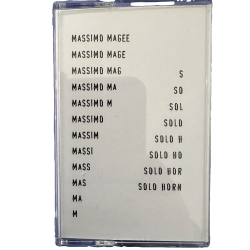 MASSIMO MAGEE
MASSIMO MAGE
MASSIMO MAG S
MASSIMO MA SO
MASSIMO M SOL
MASSIMO SOLO
MASSIM SOLO H
MASSI SOLO HO
MASS SOLO HOR
MAS SOLO HORN
MA
M